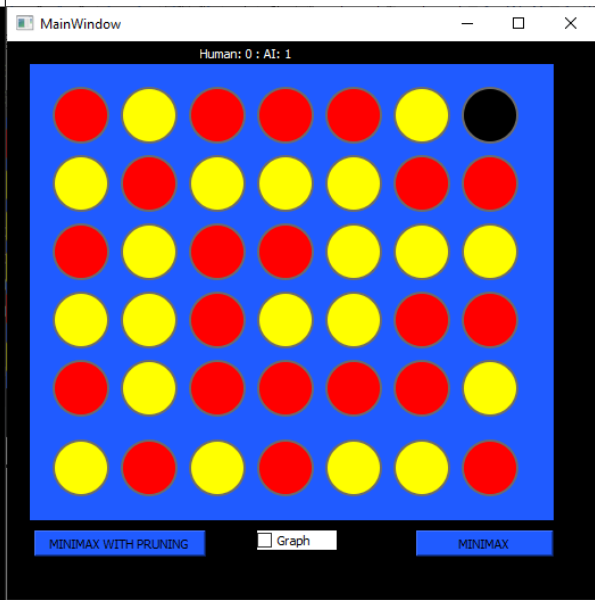 MainWindow
Human: 0 : AI: 1
MINIMAX WITH PRUNING
Graph
MINIMAX